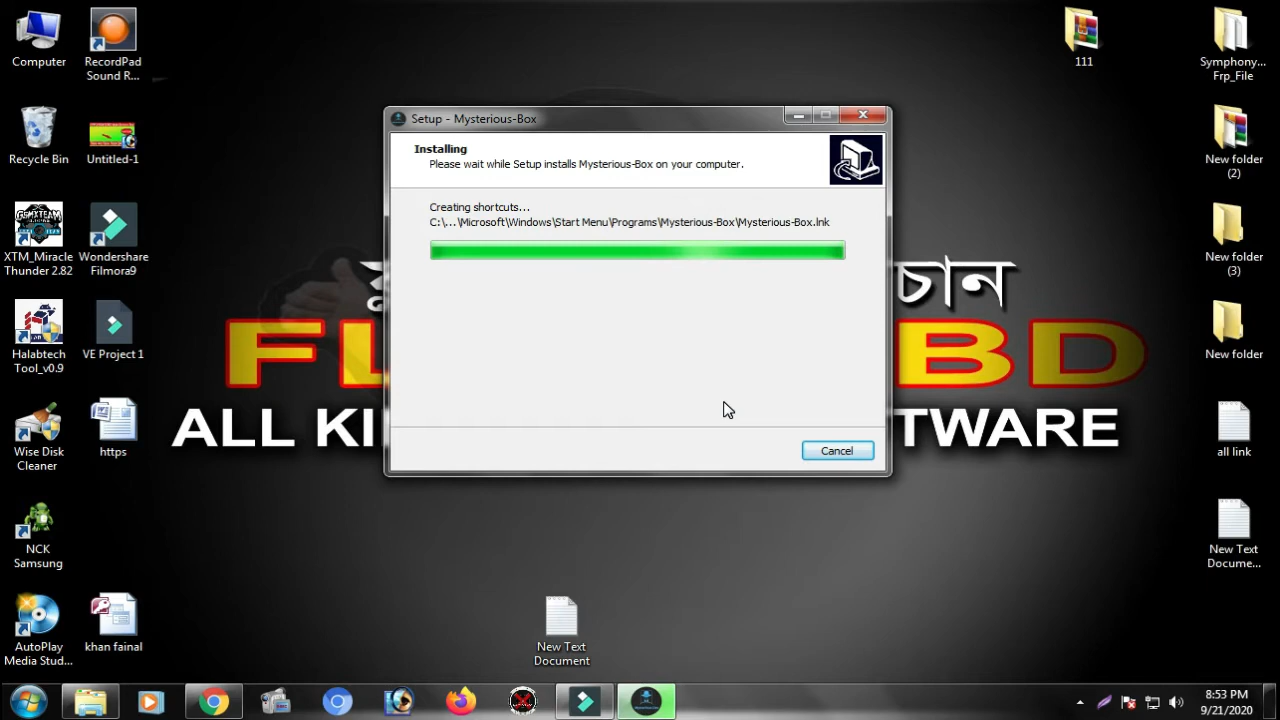 Computer
RecordPad
Sound R...
111
Symphony...
Frp_File
Recycle Bin
Untitled-1
New folder
(2)
XTM_Miracle
Thunder 2.82
Wondershare
Filmora9
New folder
(3)
Halabtech
Tool_v0.9
VE Project 1
New folder
Wise Disk
Cleaner
https
all link
NCK
Samsung
New Text
Docume...
AutoPlay
Media Stud...
khan fainal
New Text
Document
Setup - Mysterious-Box
Installing
Please wait while Setup installs Mysterious-Box on your computer.
Creating shortcuts...
C:\...\Microsoft\Windows\Start Menu\Programs\Mysterious-Box\Mysterious-Box.lnk
Cancel
চান
BD
ALL KI
TWARE
8:53 PM
9/21/2020